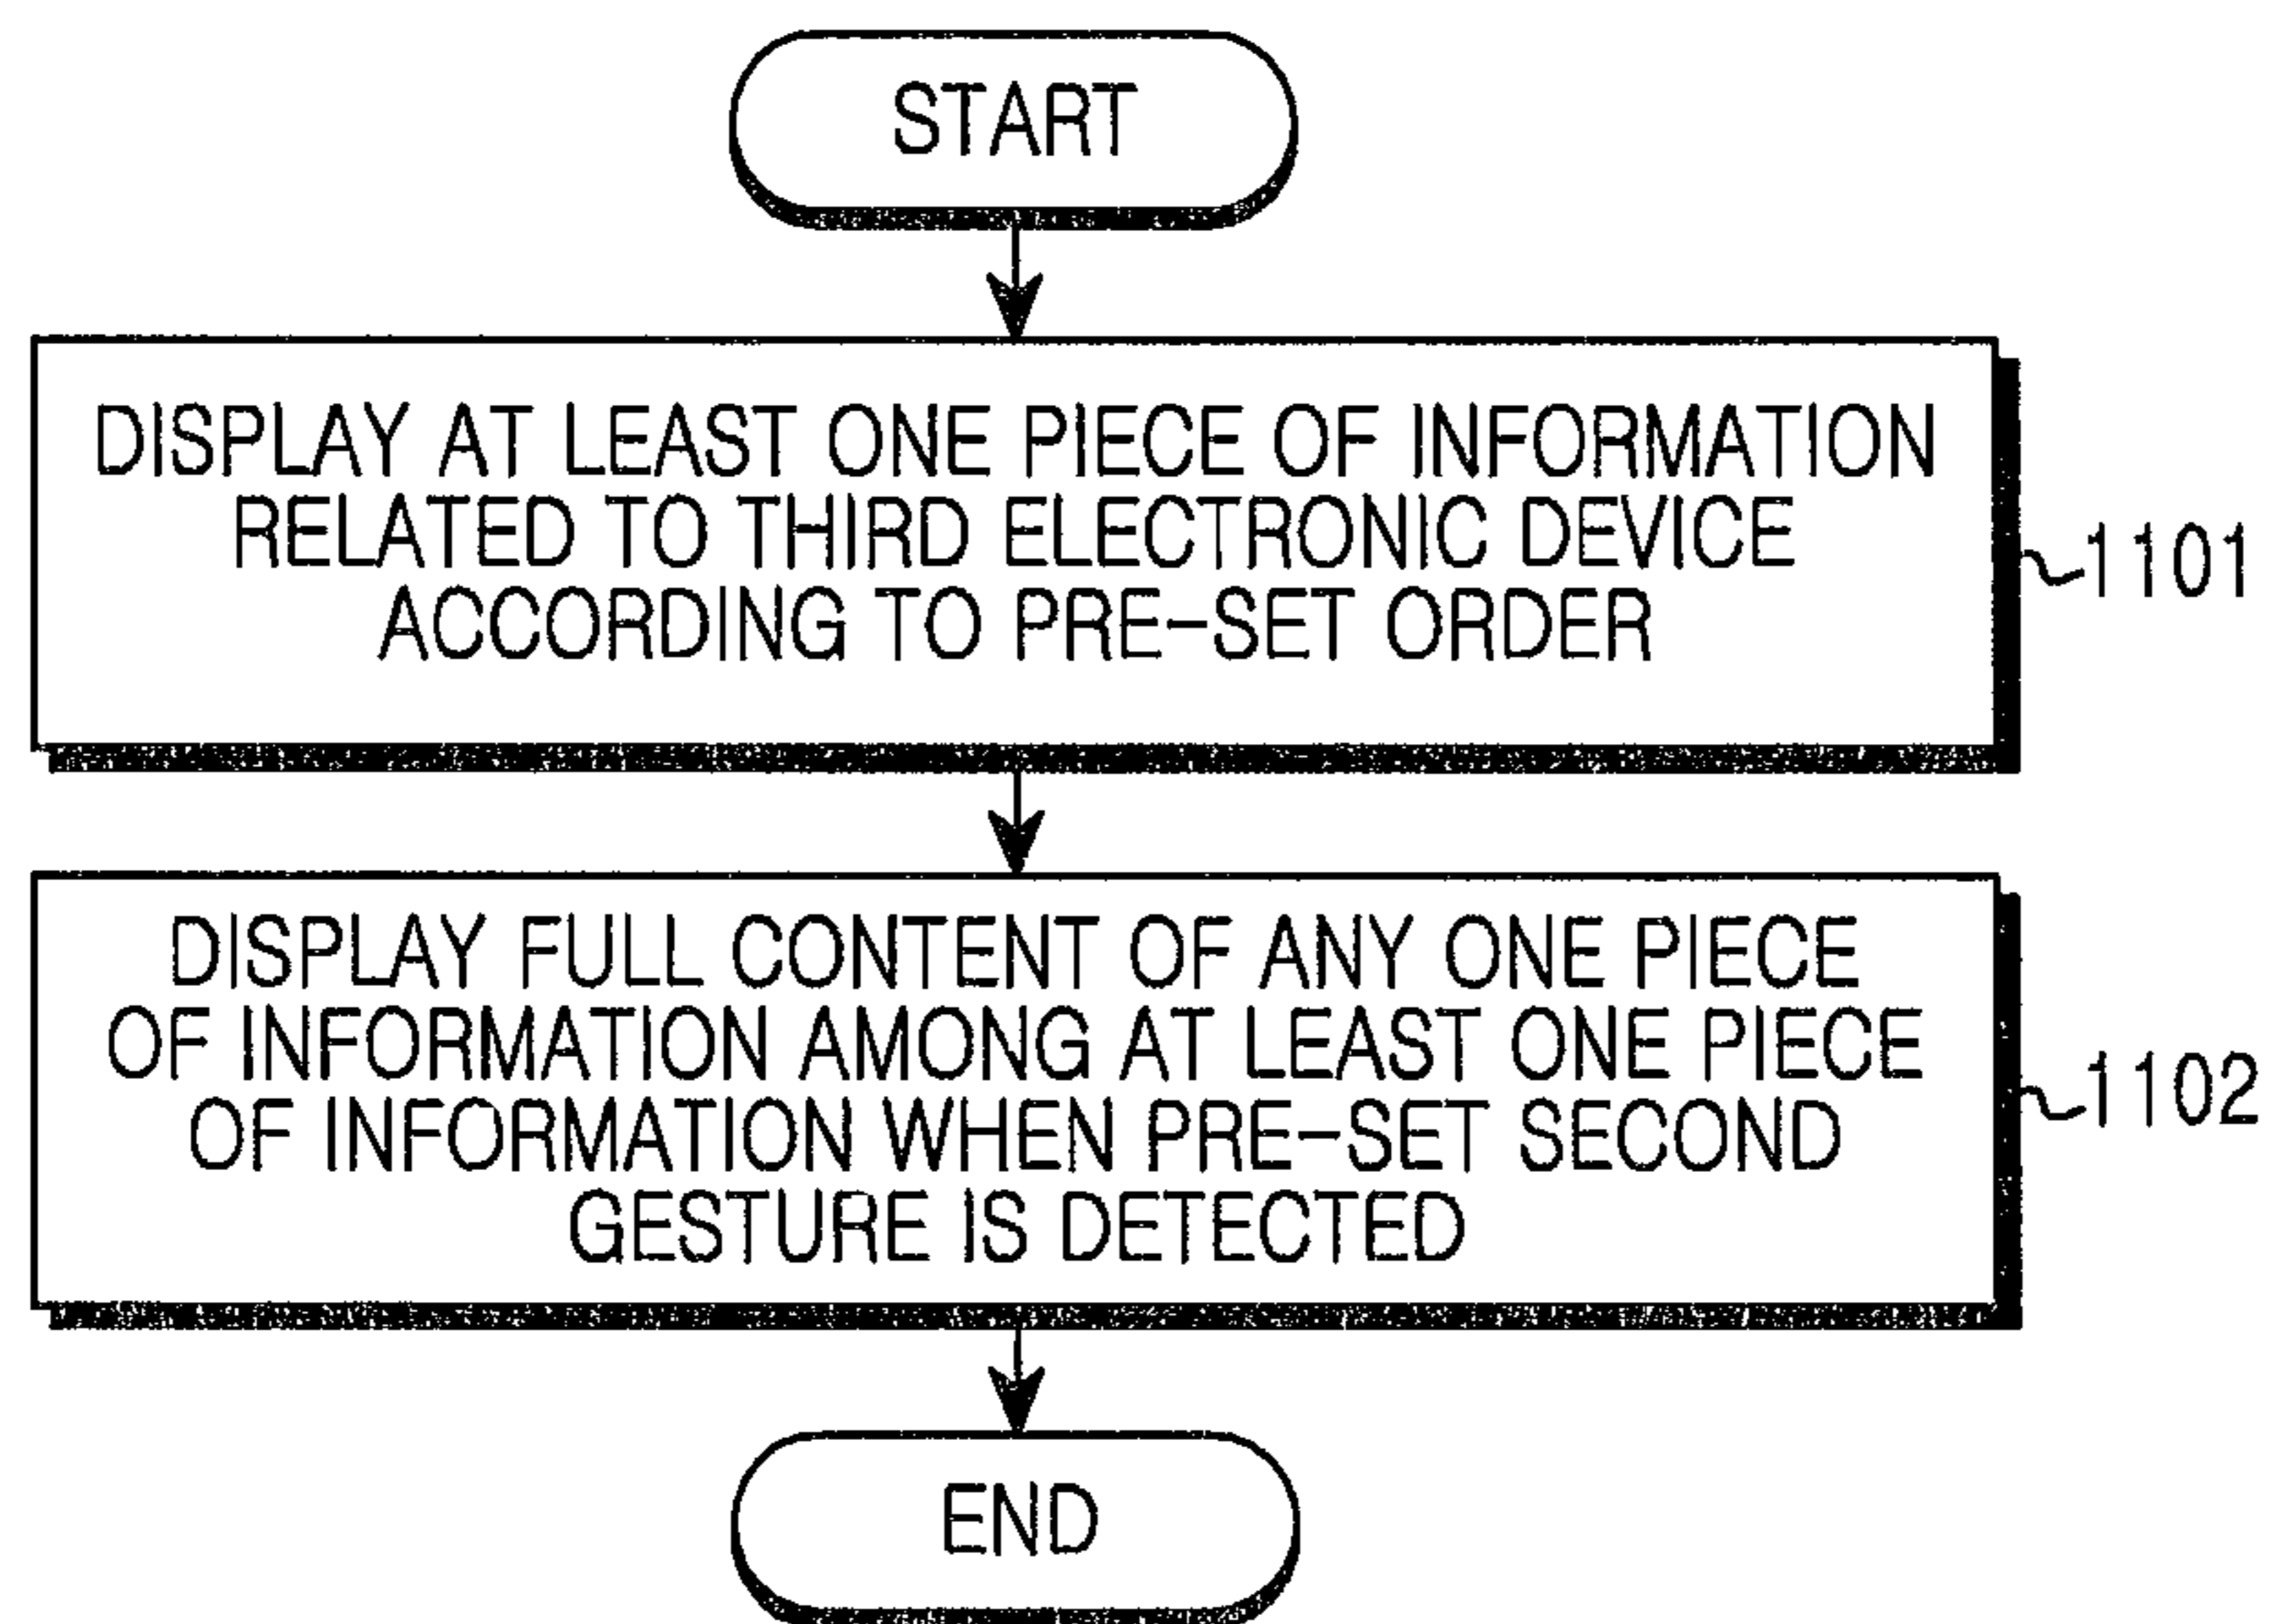 START
DISPLAY AT LEAST ONE PIECE OF INFORMATION
RELATED TO THIRD ELECTRONIC DEVICE
ACCORDING TO PRE-SET ORDER
1101
DISPLAY FULL CONTENT OF ANY ONE PIECE
OF INFORMATION AMONG AT LEAST ONE PIECE
OF INFORMATION WHEN PRE-SET SECOND
GESTURE IS DETECTED
1102
END